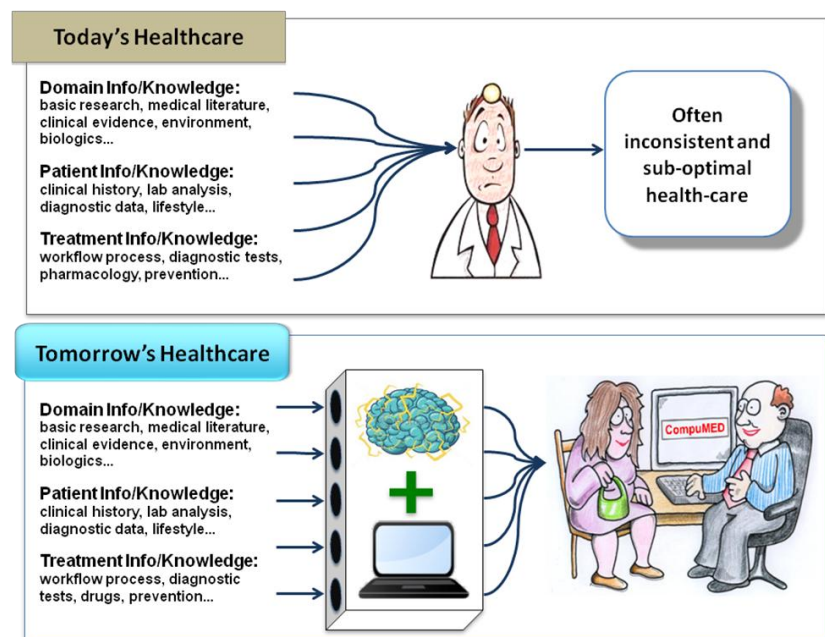 Today's Healthcare
Domain Info/Knowledge:
basic research, medical literature,
clinical evidence, environment,
biologics...
Patient Info/Knowledge:
clinical history, lab analysis,
diagnostic data, lifestyle...
Treatment Info/Knowledge:
workflow process, diagnostic tests,
pharmacology, prevention...
Often
inconsistent and
sub-optimal
health-care
Tomorrow's Healthcare
Domain Info/Knowledge:
basic research, medical literature,
clinical evidence, environment,
biologics...
Patient Info/Knowledge:
clinical history, lab analysis,
diagnostic data, lifestyle...
Treatment Info/Knowledge:
workflow process, diagnostic
tests, drugs, prevention...
+
CompuMED